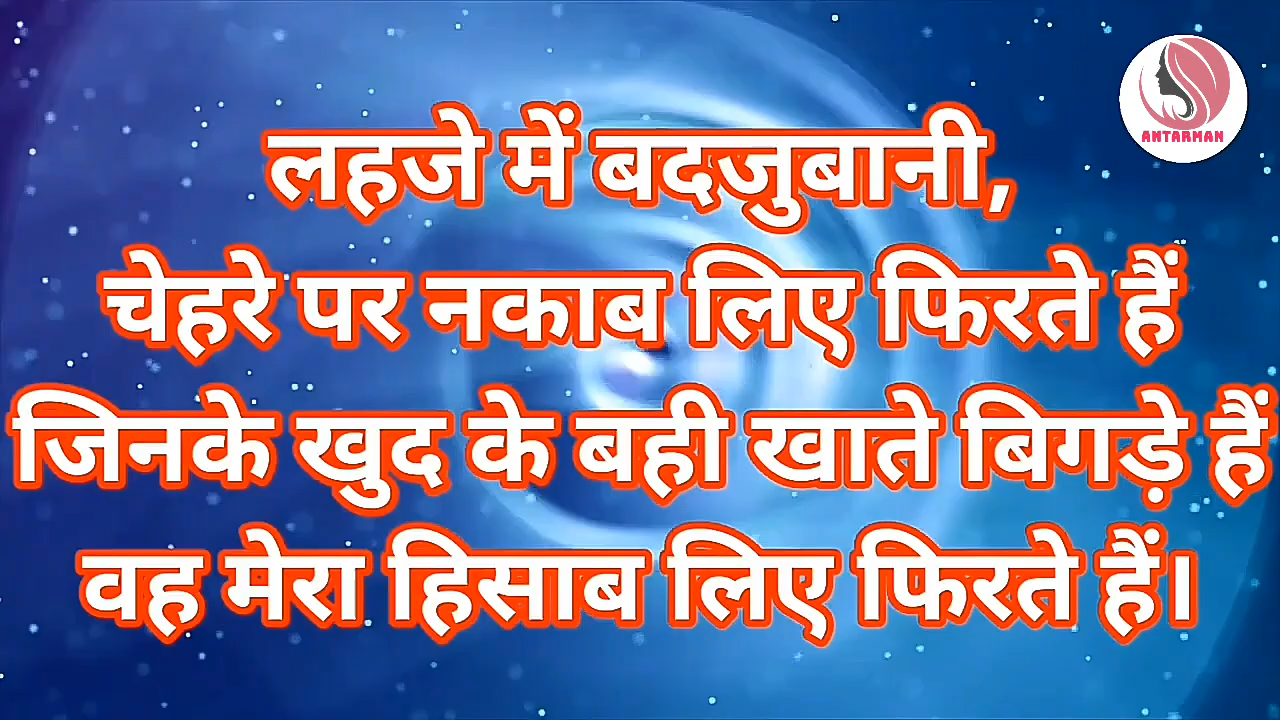 ANTARMAN
लहजे में बदजुबानी,
चेहरे पर नकाब लिए फिरते हैं
जिनके खुद के बही खाते बिगड़े हैं
वह मेरा हिसाब लिए फिरते हैं।